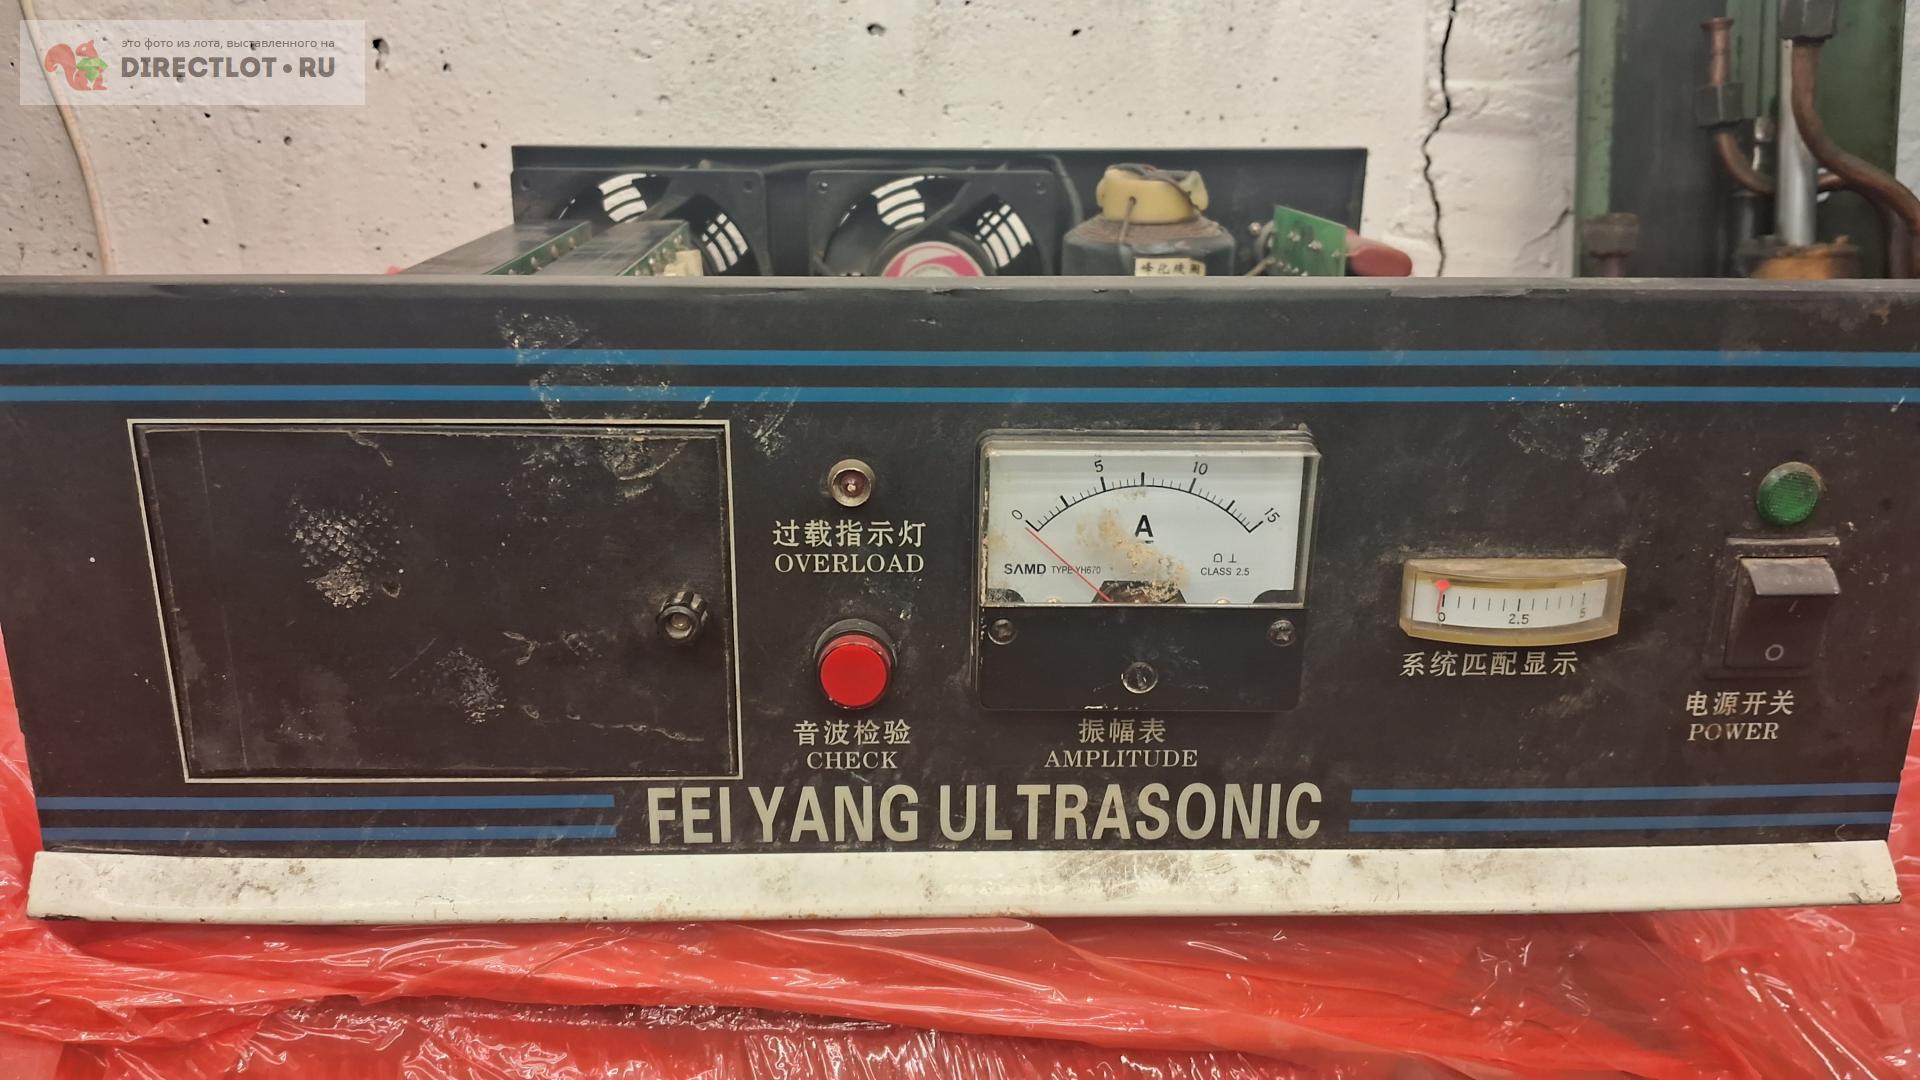 это фото из лота, выставленного на
DIRECTLOT•RU
过载指示灯
OVERLOAD
音波检验
CHECK
0 5 10 15
A
SAMD TYPE YH670
CLASS 2.5
振幅表
AMPLITUDE
0 2.5 5
系统匹配显示
电源开关
POWER
FEI YANG ULTRASONIC